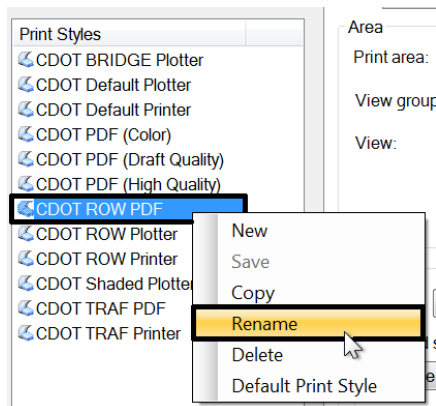 Print Styles
CDOT BRIDGE Plotter
CDOT Default Plotter
CDOT Default Printer
CDOT PDF (Color)
CDOT PDF (Draft Quality)
CDOT PDF (High Quality)
CDOT ROW PDF
CDOT ROW Plotter
CDOT ROW Printer
CDOT Shaded Plotter
CDOT TRAF PDF
CDOT TRAF Printer
New
Save
Copy
Rename
Delete
Default Print Style
Area
Print area:
View group
View: